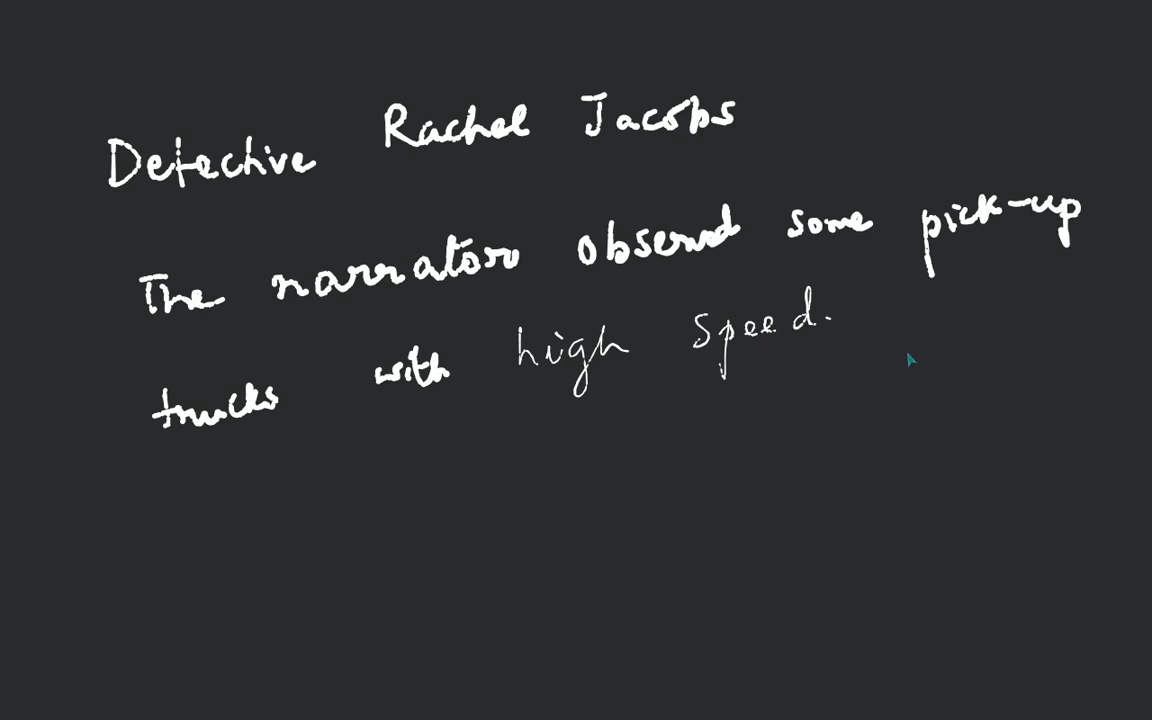 Detective Rachel Jacobs
The narrator observed some pick-up
trucks with high speed.